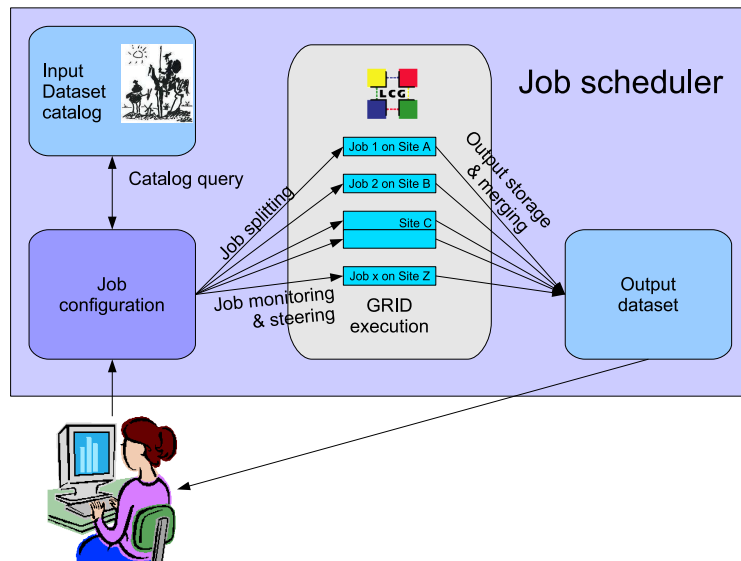 Job scheduler
Input
Dataset
catalog
LCG
Job 1 on Site A
Job 2 on Site B
Site C
Job x on Site Z
GRID
execution
Catalog query
Job splitting
Job monitoring
& steering
Output storage
& merging
Job
configuration
Output
dataset